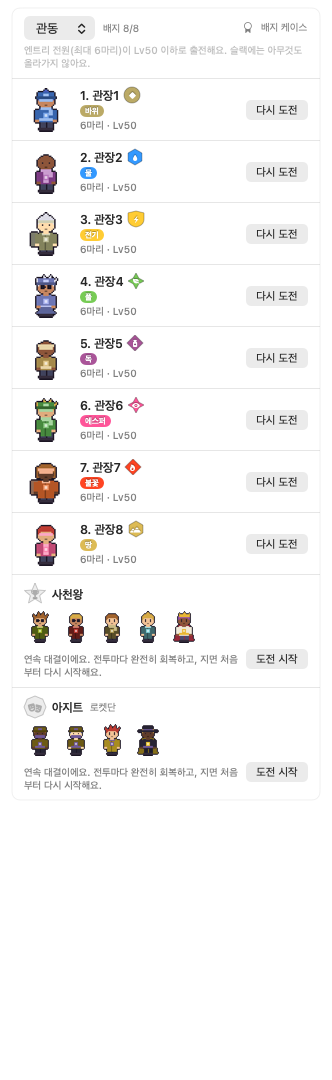 관동
배지 8/8
배지 케이스
엔트리 전원(최대 6마리)이 Lv50 이하로 출전해요. 슬랙에는 아무것도
올라가지 않아요.
1. 관장1
바위
6마리 · Lv50
다시 도전
2. 관장2
물
6마리 · Lv50
다시 도전
3. 관장3
전기
6마리 · Lv50
다시 도전
4. 관장4
풀
6마리 · Lv50
다시 도전
5. 관장5
독
6마리 · Lv50
다시 도전
6. 관장6
에스퍼
6마리 · Lv50
다시 도전
7. 관장7
불꽃
6마리 · Lv50
다시 도전
8. 관장8
땅
6마리 · Lv50
다시 도전
사천왕
연속 대결이에요. 전투마다 완전히 회복하고, 지면 처음
부터 다시 시작해요.
도전 시작
아지트 로켓단
연속 대결이에요. 전투마다 완전히 회복하고, 지면 처음
부터 다시 시작해요.
도전 시작